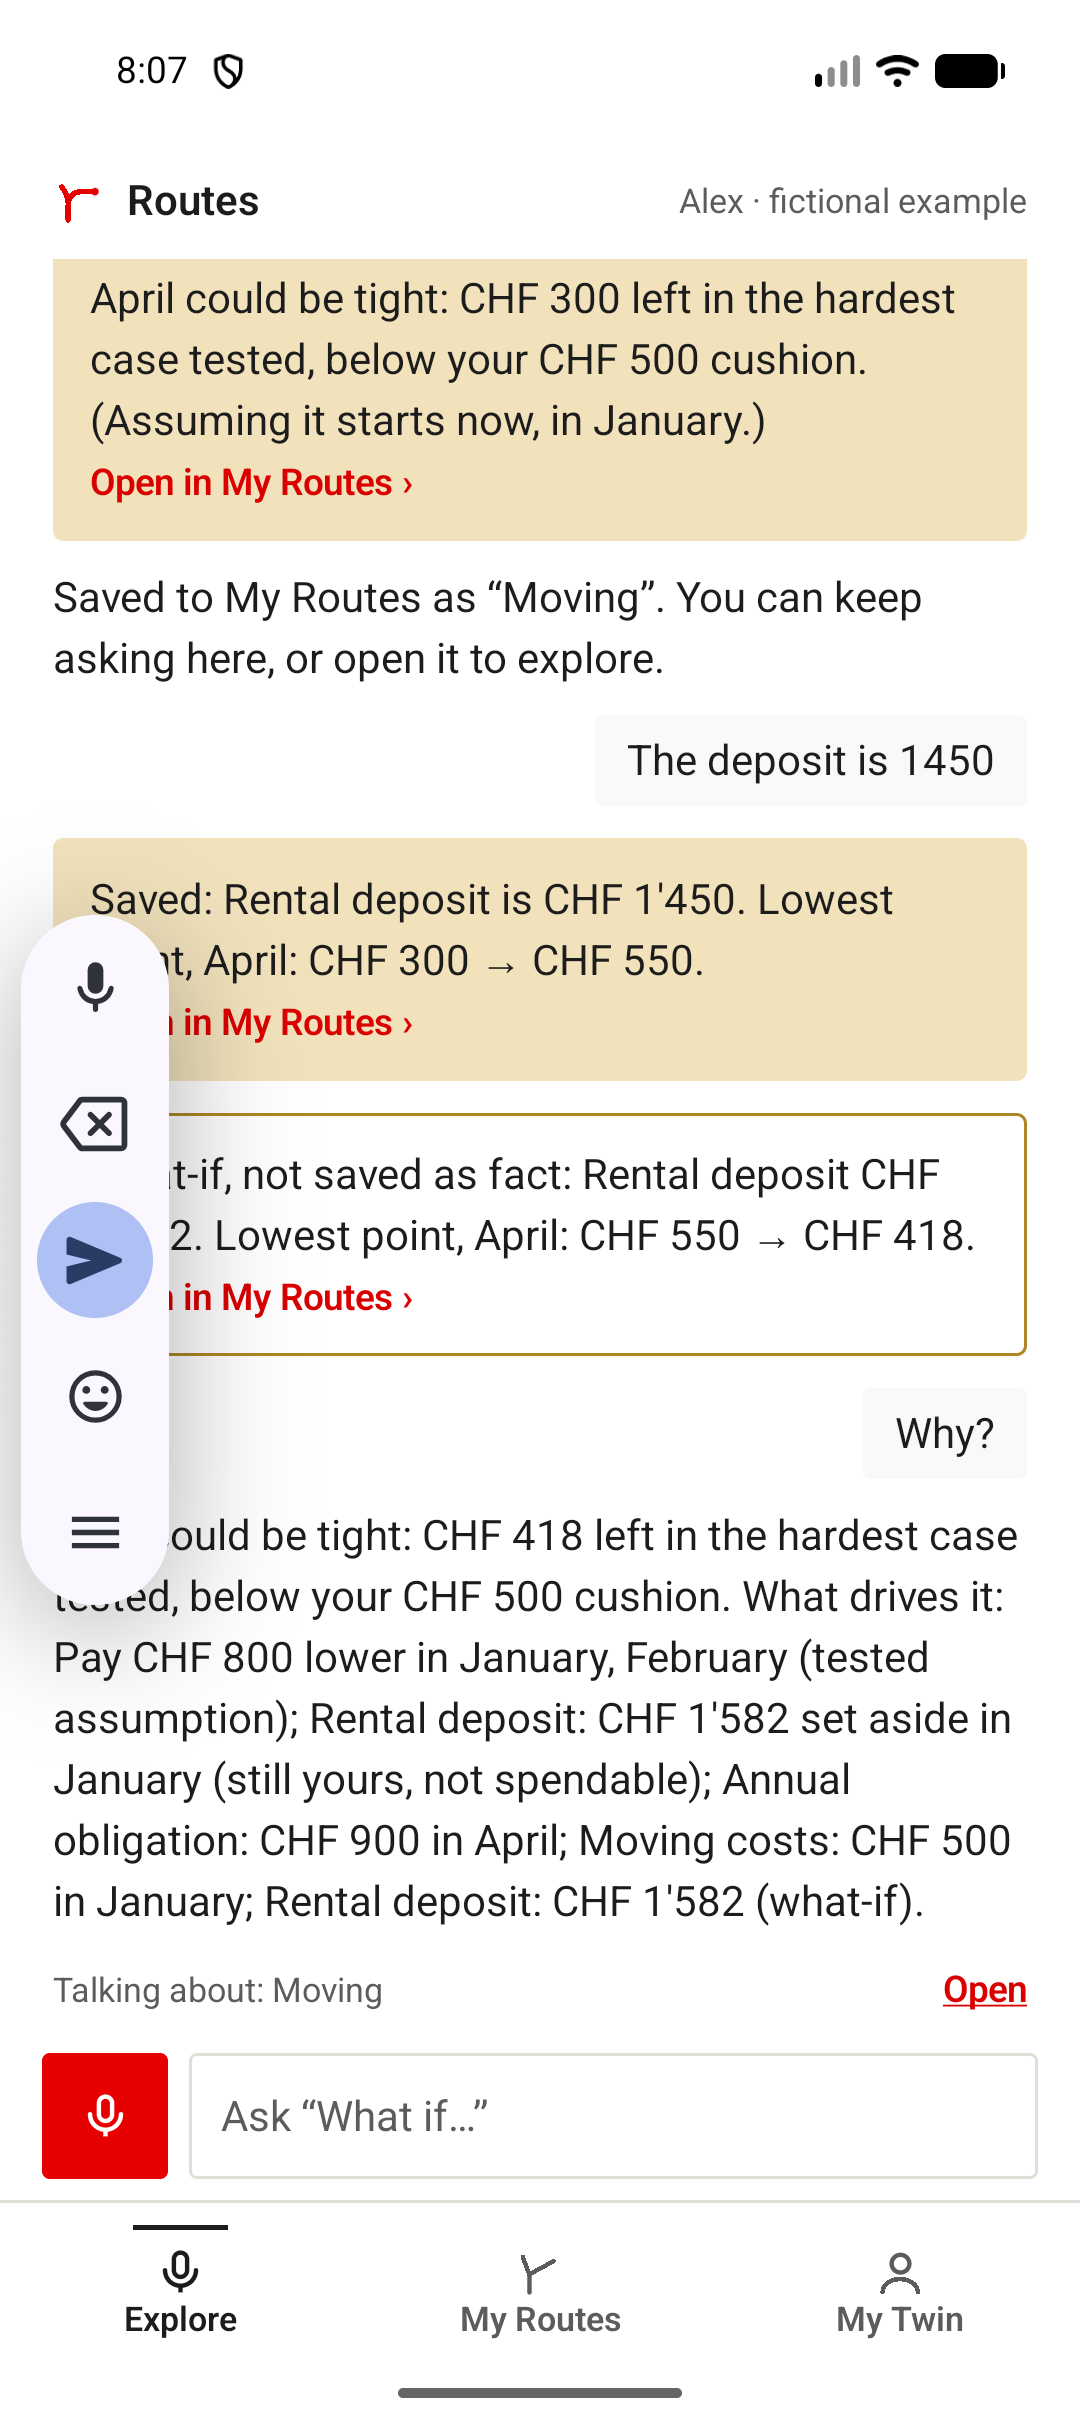 8:07
Routes
Alex · fictional example
April could be tight: CHF 300 left in the hardest
case tested, below your CHF 500 cushion.
(Assuming it starts now, in January.)
Open in My Routes ›
Saved to My Routes as “Moving”. You can keep
asking here, or open it to explore.
The deposit is 1450
Saved: Rental deposit is CHF 1'450. Lowest
April: CHF 300 → CHF 550.
in My Routes ›
not saved as fact: Rental deposit CHF
Lowest point, April: CHF 550 → CHF 418.
in My Routes ›
Why?
be tight: CHF 418 left in the hardest case
tested, below your CHF 500 cushion. What drives it:
Pay CHF 800 lower in January, February (tested
assumption); Rental deposit: CHF 1'582 set aside in
January (still yours, not spendable); Annual
obligation: CHF 900 in April; Moving costs: CHF 500
in January; Rental deposit: CHF 1'582 (what-if).
Talking about: Moving
Open
Ask “What if…”
Explore
My Routes
My Twin